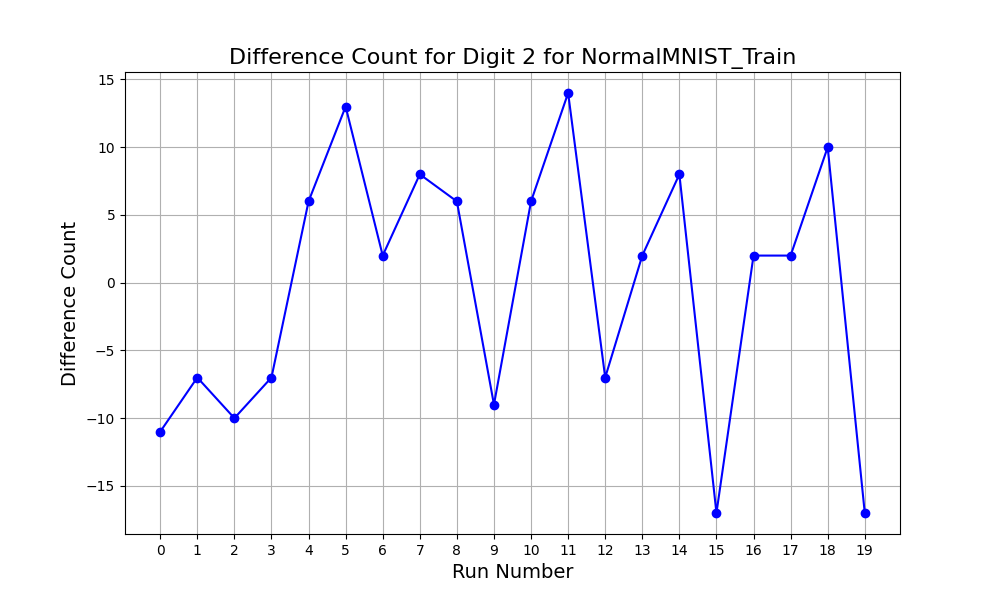 Difference Count for Digit 2 for NormalMNIST_Train
15
10
5
0
−5
−10
−15
Difference Count
0 1 2 3 4 5 6 7 8 9 10 11 12 13 14 15 16 17 18 19
Run Number